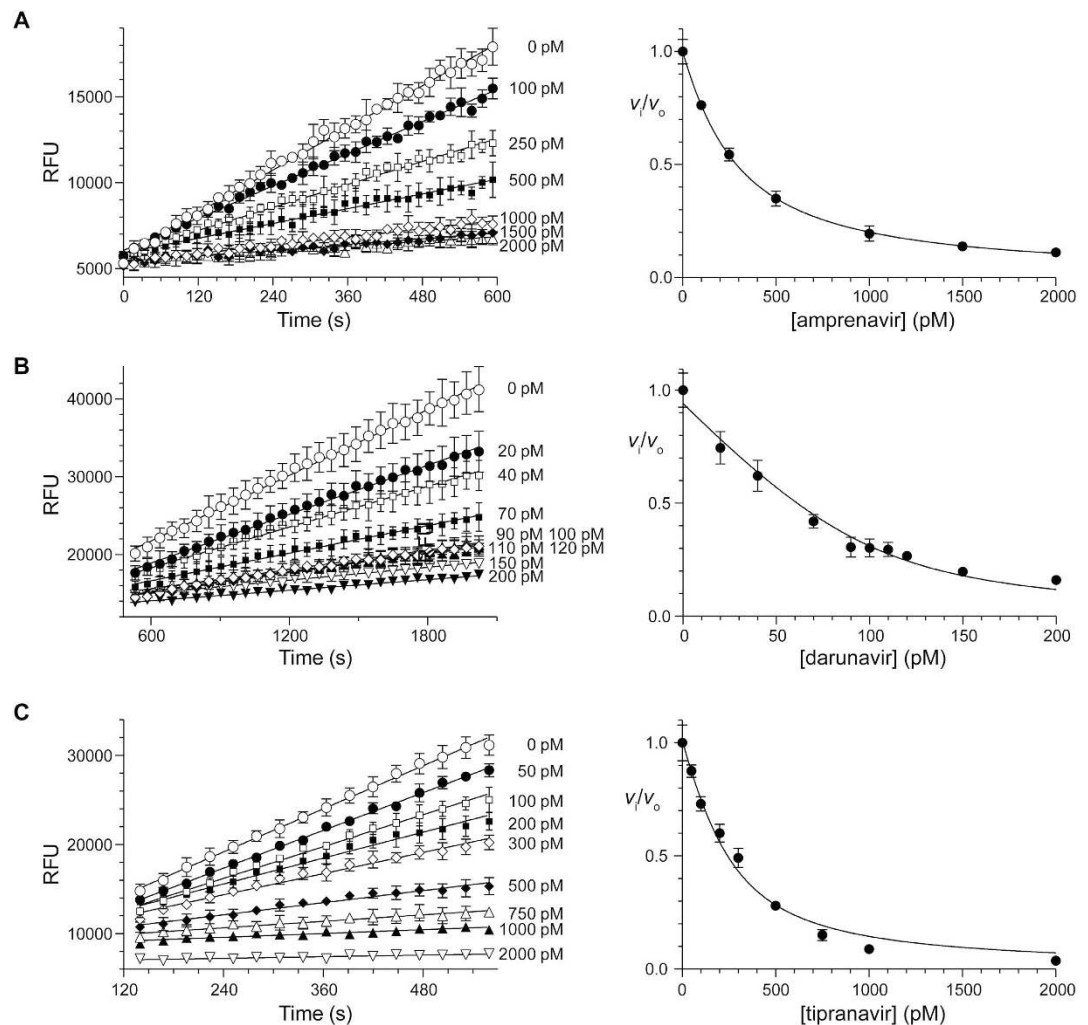 A
RFU
15000
10000
5000
0 pM
100 pM
250 pM
500 pM
1000 pM
1500 pM
2000 pM
0 120 240 360 480 600
Time (s)
1.0
0.5
0.0
vi/vo
0 500 1000 1500 2000
[amprenavir] (pM)
B
RFU
40000
30000
20000
0 pM
20 pM
40 pM
70 pM
90 pM 100 pM
110 pM 120 pM
150 pM
200 pM
600 1200 1800
Time (s)
1.0
0.5
0.0
vi/vo
0 50 100 150 200
[darunavir] (pM)
C
RFU
30000
20000
10000
0 pM
50 pM
100 pM
200 pM
300 pM
500 pM
750 pM
1000 pM
2000 pM
120 240 360 480
Time (s)
1.0
0.5
0.0
vi/vo
0 500 1000 1500 2000
[tipranavir] (pM)